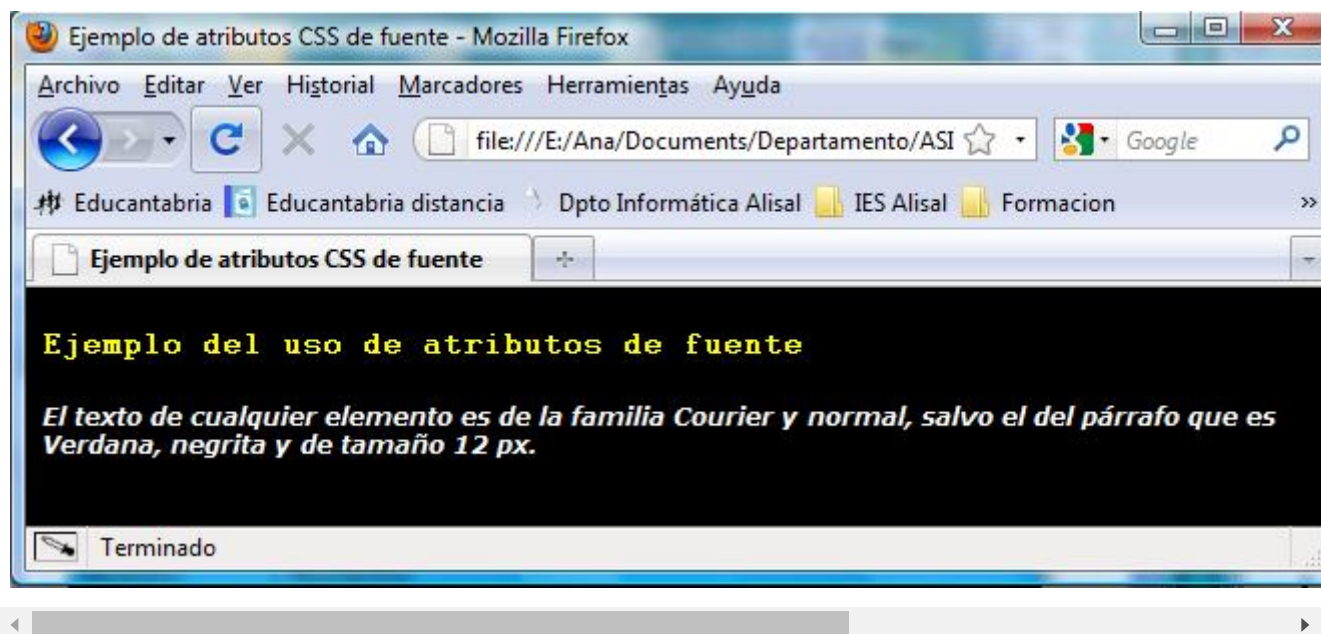 Ejemplo de atributos CSS de fuente - Mozilla Firefox
Archivo Editar Ver Historial Marcadores Herramientas Ayuda
file:///E:/Ana/Documents/Departamento/ASI Google
Educantabria Educantabria distancia Dpto Informática Alisal IES Alisal Formacion »
Ejemplo de atributos CSS de fuente
Ejemplo del uso de atributos de fuente
El texto de cualquier elemento es de la familia Courier y normal, salvo el del párrafo que es
Verdana, negrita y de tamaño 12 px.
Terminado